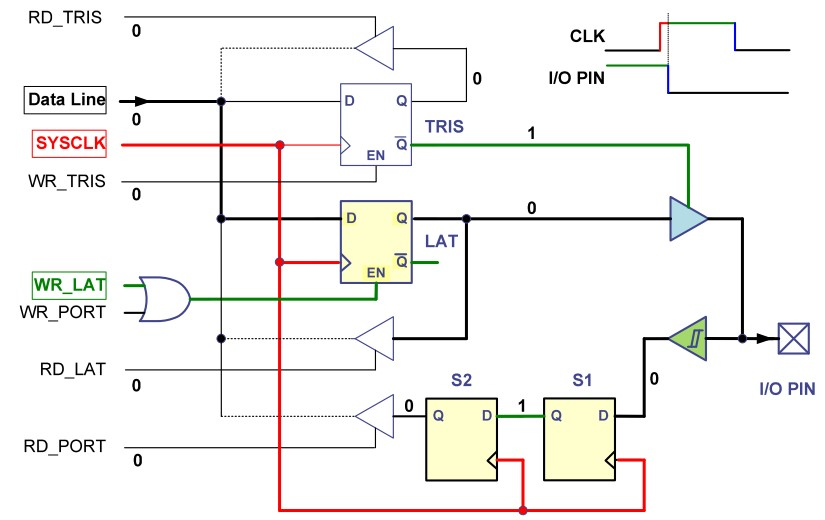 RD_TRIS
0
CLK
I/O PIN
0
Data Line
0
D Q
TRIS
SYSCLK
Q
1
EN
WR_TRIS
0
D Q
0
LAT
EN
Q
WR_LAT
WR_PORT
RD_LAT
0
S2
S1
0
I/O PIN
0
Q D
1
Q D
RD_PORT
0